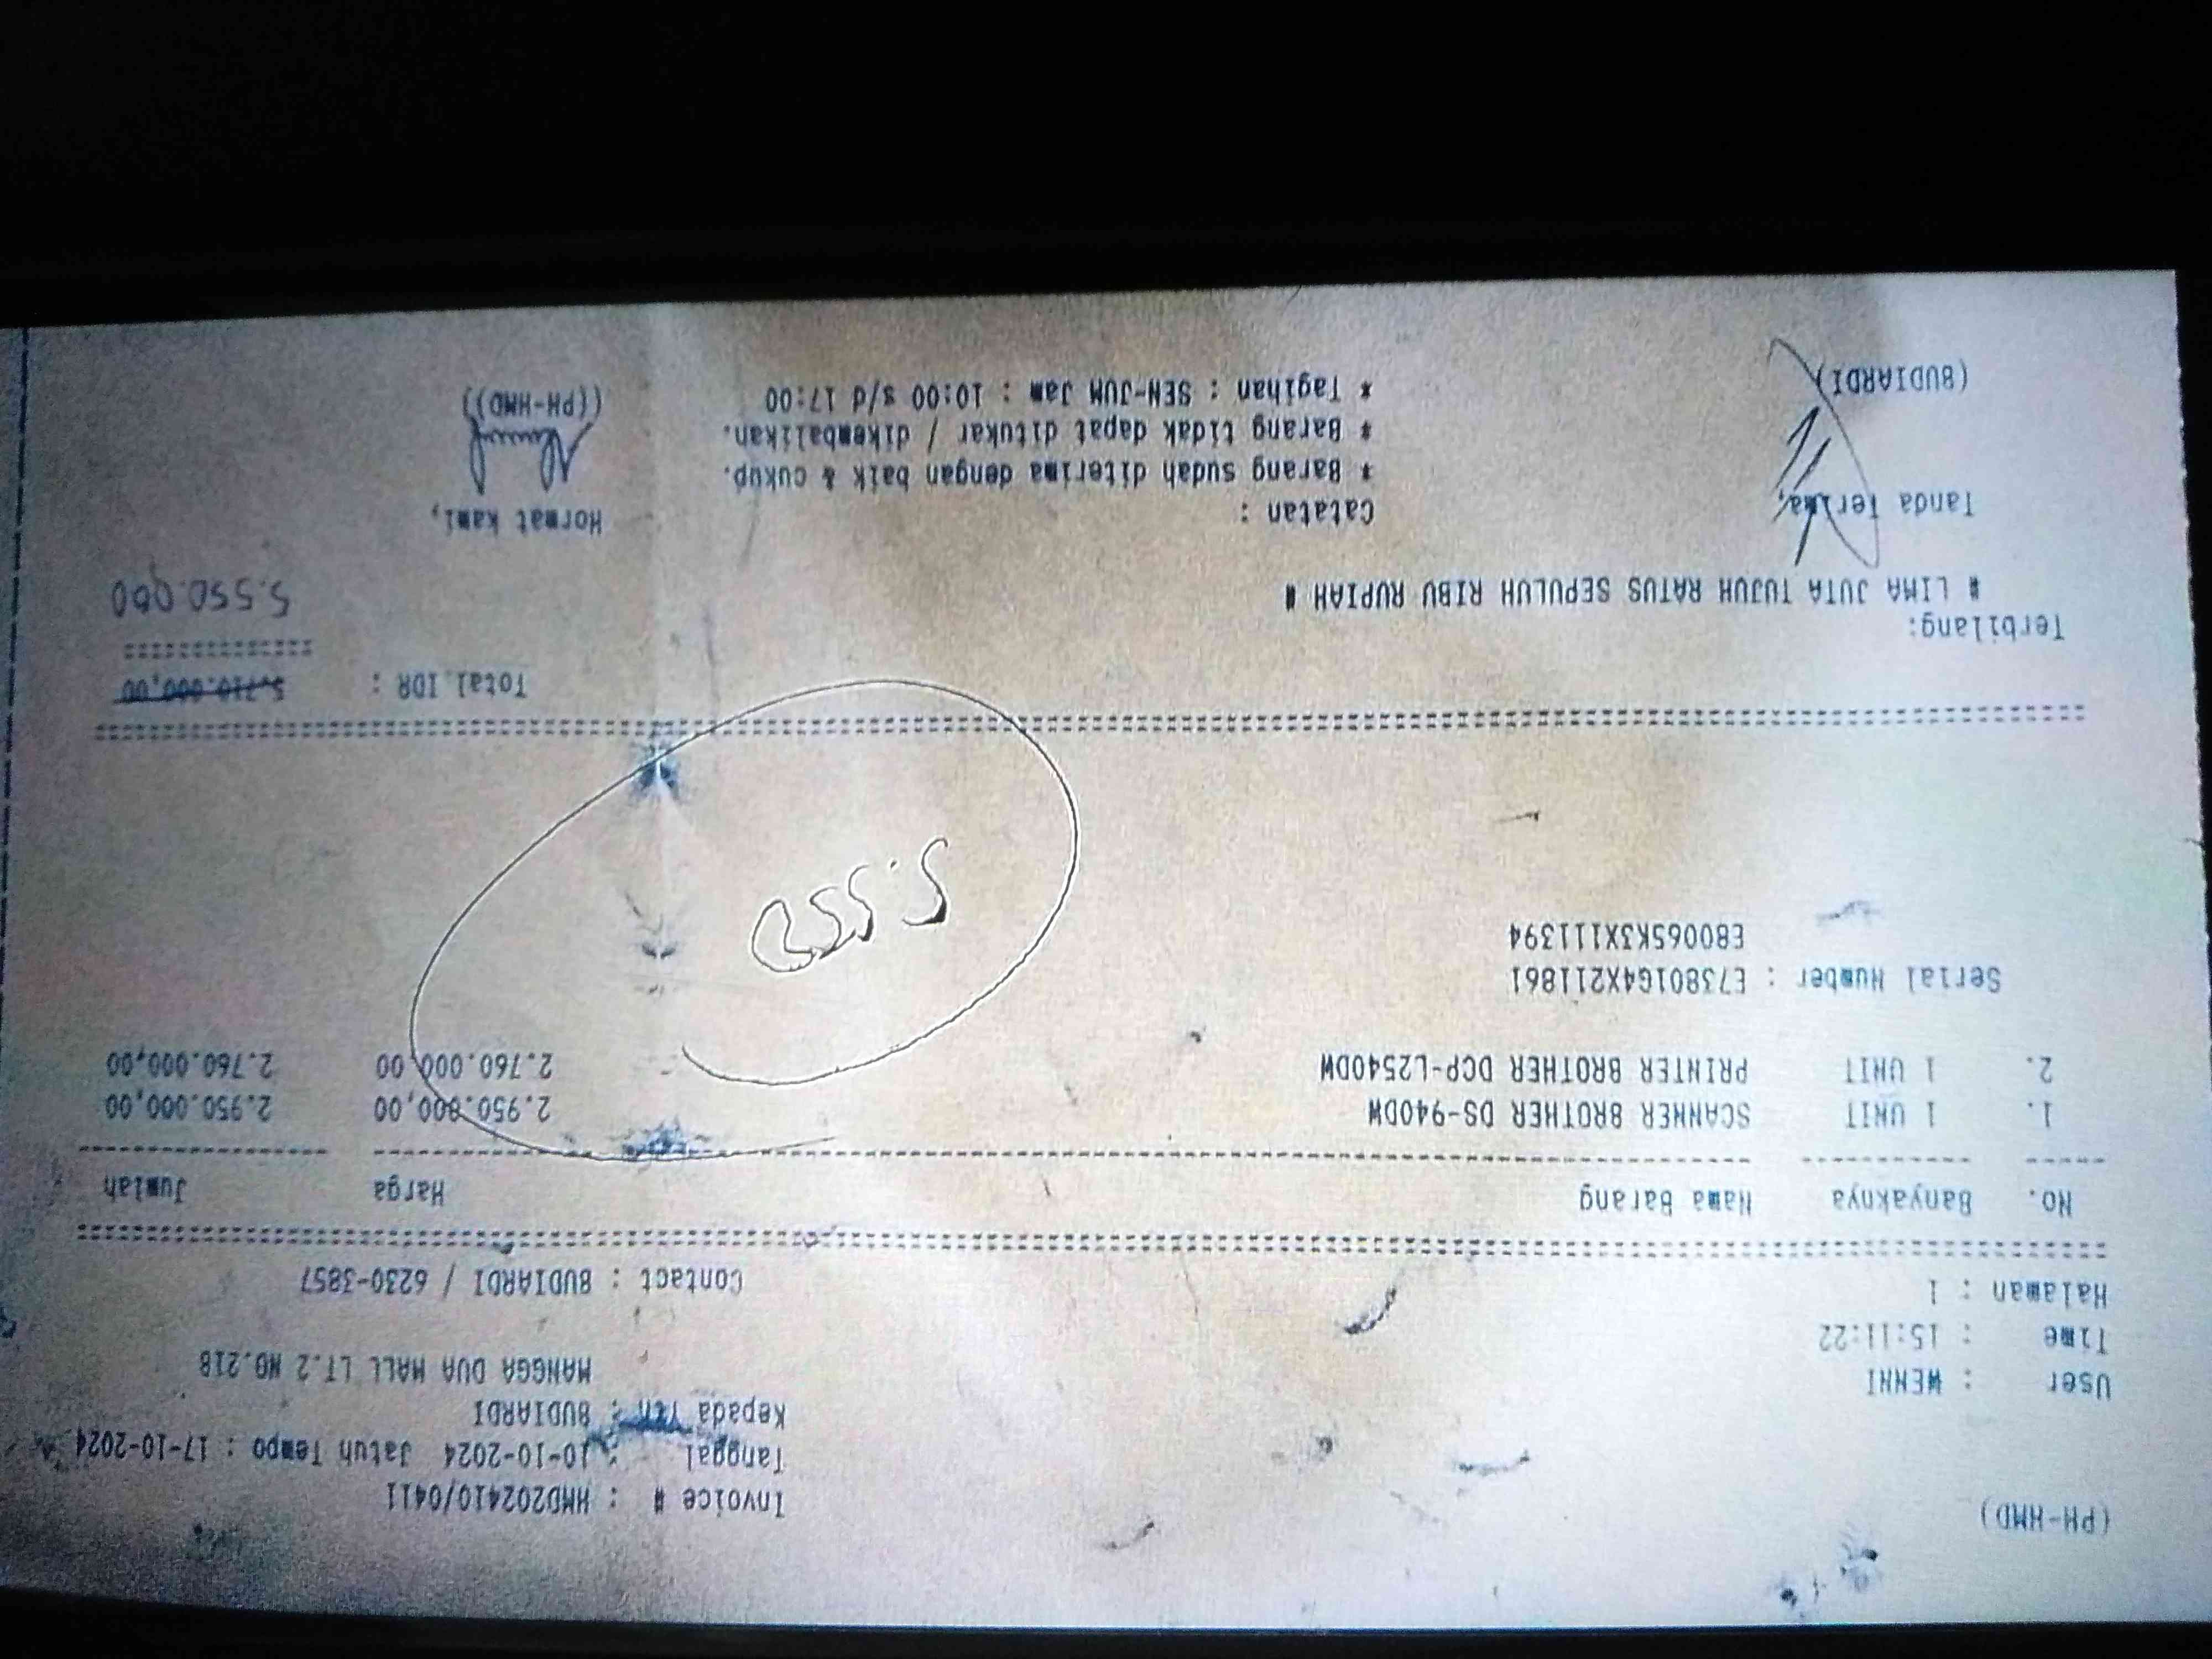 (PH-HMD)
Invoice # : HMD202410/0411
Tanggal : 10-10-2024 Jatuh Tempo : 17-10-2024
Kepada Yth : BUDIARDI
MANGGA DUA MALL LT.2 NO.21B
User : WENNI
Time : 15:11:22
Halaman : 1
Contact : BUDIARDI / 6230-3857
No. Banyaknya Nama Barang Harga Jumlah
1. 1 UNIT SCANNER BROTHER DS-940DW 2.950.000,00 2.950.000,00
2. 1 UNIT PRINTER BROTHER DCP-L2540DW 2.760.000,00 2.760.000,00
Serial Number : E73801G4X211861
E80065K3X111394
5.550
Total IDR : 5.710.000,00
5.550.000
Terbilang:
# LIMA JUTA TUJUH RATUS SEPULUH RIBU RUPIAH #
Tanda Terima,
(BUDIARDI)
Catatan :
* Barang sudah diterima dengan baik & cukup.
* Barang tidak dapat ditukar / dikembalikan.
* Tagihan : SEN-JUM Jam : 10:00 s/d 17:00
Hormat kami,
((PH-HMD))